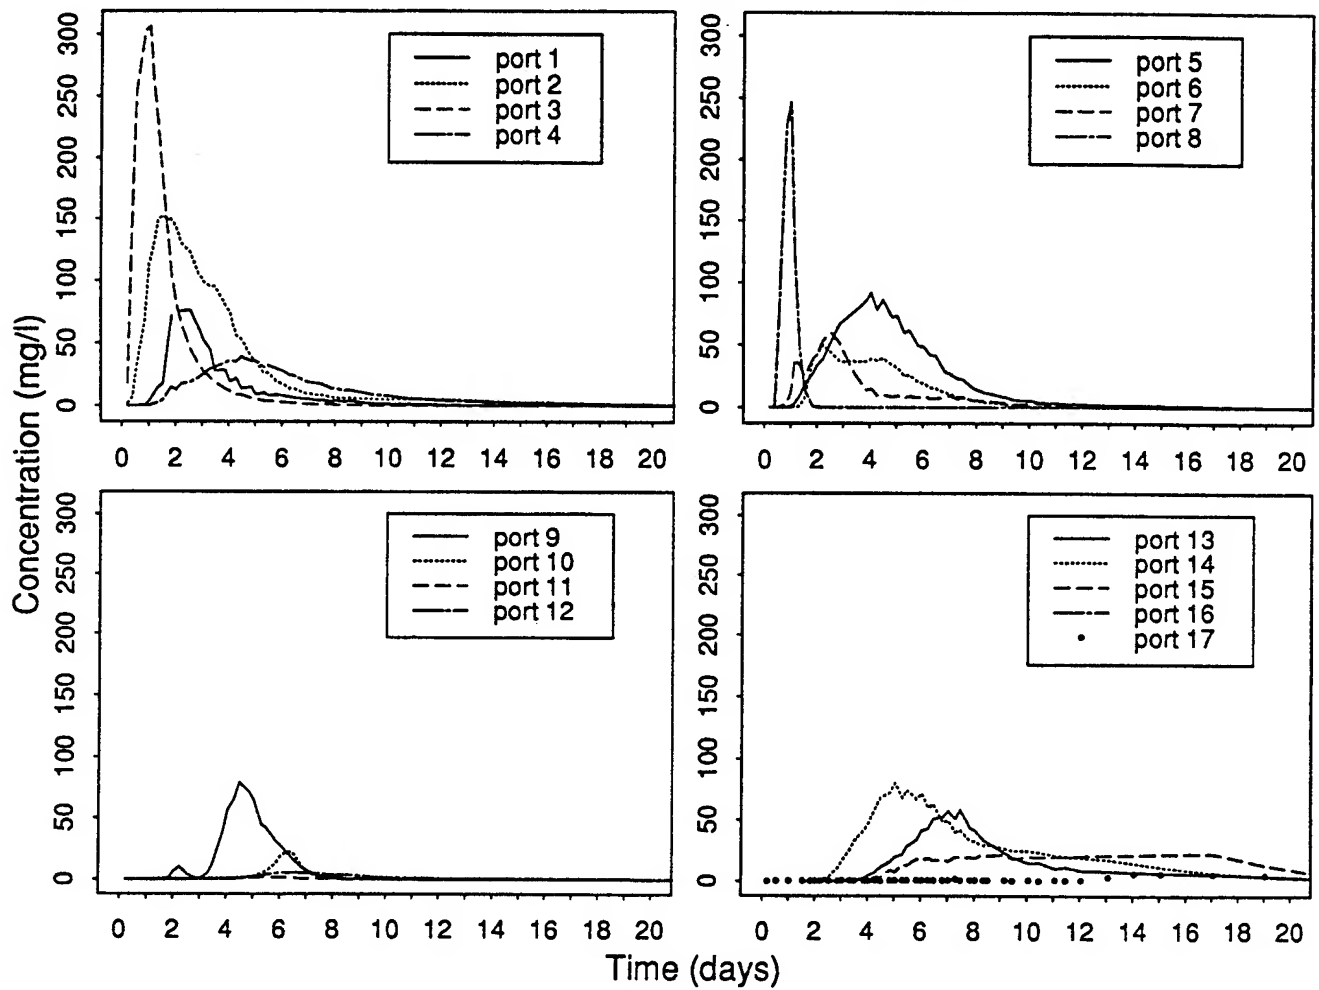 Concentration (mg/l)
300
250
200
150
100
50
0
port 1
port 2
port 3
port 4
0 2 4 6 8 10 12 14 16 18 20
300
250
200
150
100
50
0
port 5
port 6
port 7
port 8
0 2 4 6 8 10 12 14 16 18 20
300
250
200
150
100
50
0
port 9
port 10
port 11
port 12
0 2 4 6 8 10 12 14 16 18 20
300
250
200
150
100
50
0
port 13
port 14
port 15
port 16
port 17
0 2 4 6 8 10 12 14 16 18 20
Time (days)